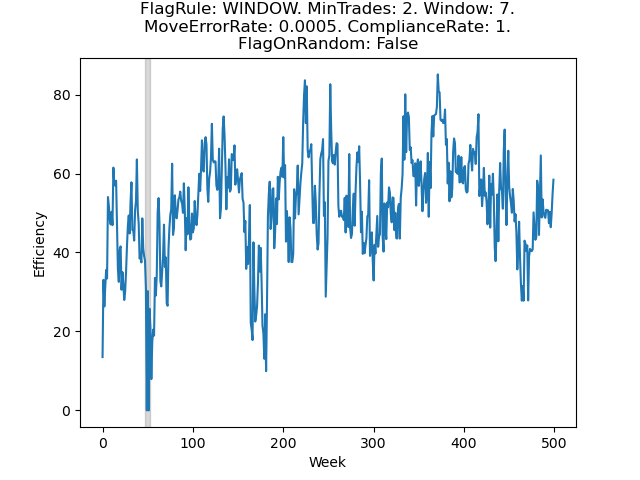 FlagRule: WINDOW. MinTrades: 2. Window: 7.
MoveErrorRate: 0.0005. ComplianceRate: 1.
FlagOnRandom: False
80
60
40
20
0
Efficiency
0 100 200 300 400 500
Week